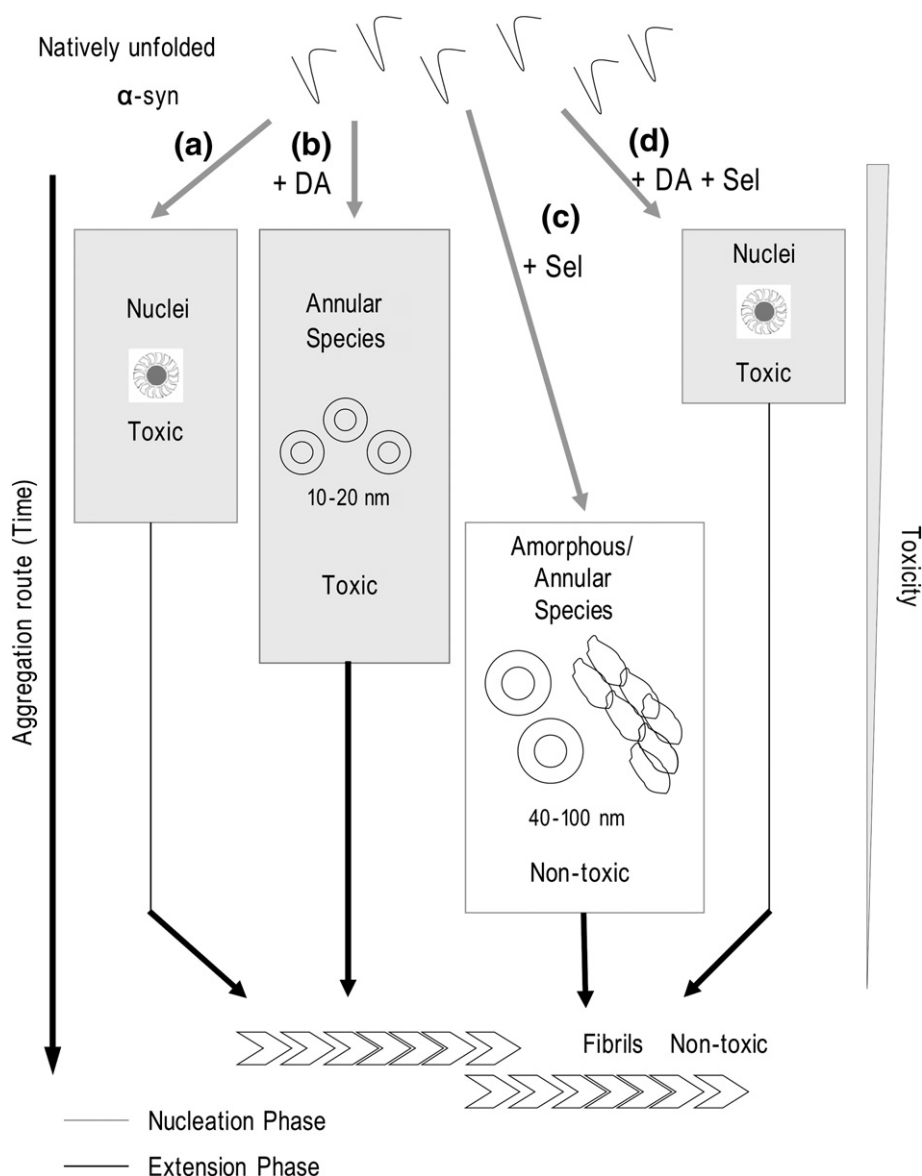 Natively unfolded
α-syn
(a)
(b)
+ DA
(c)
+ Sel
(d)
+ DA + Sel
Nuclei
Toxic
Annular
Species
10-20 nm
Toxic
Amorphous/
Annular
Species
40-100 nm
Non-toxic
Nuclei
Toxic
Aggregation route (Time)
Toxicity
Fibrils Non-toxic
Nucleation Phase
Extension Phase